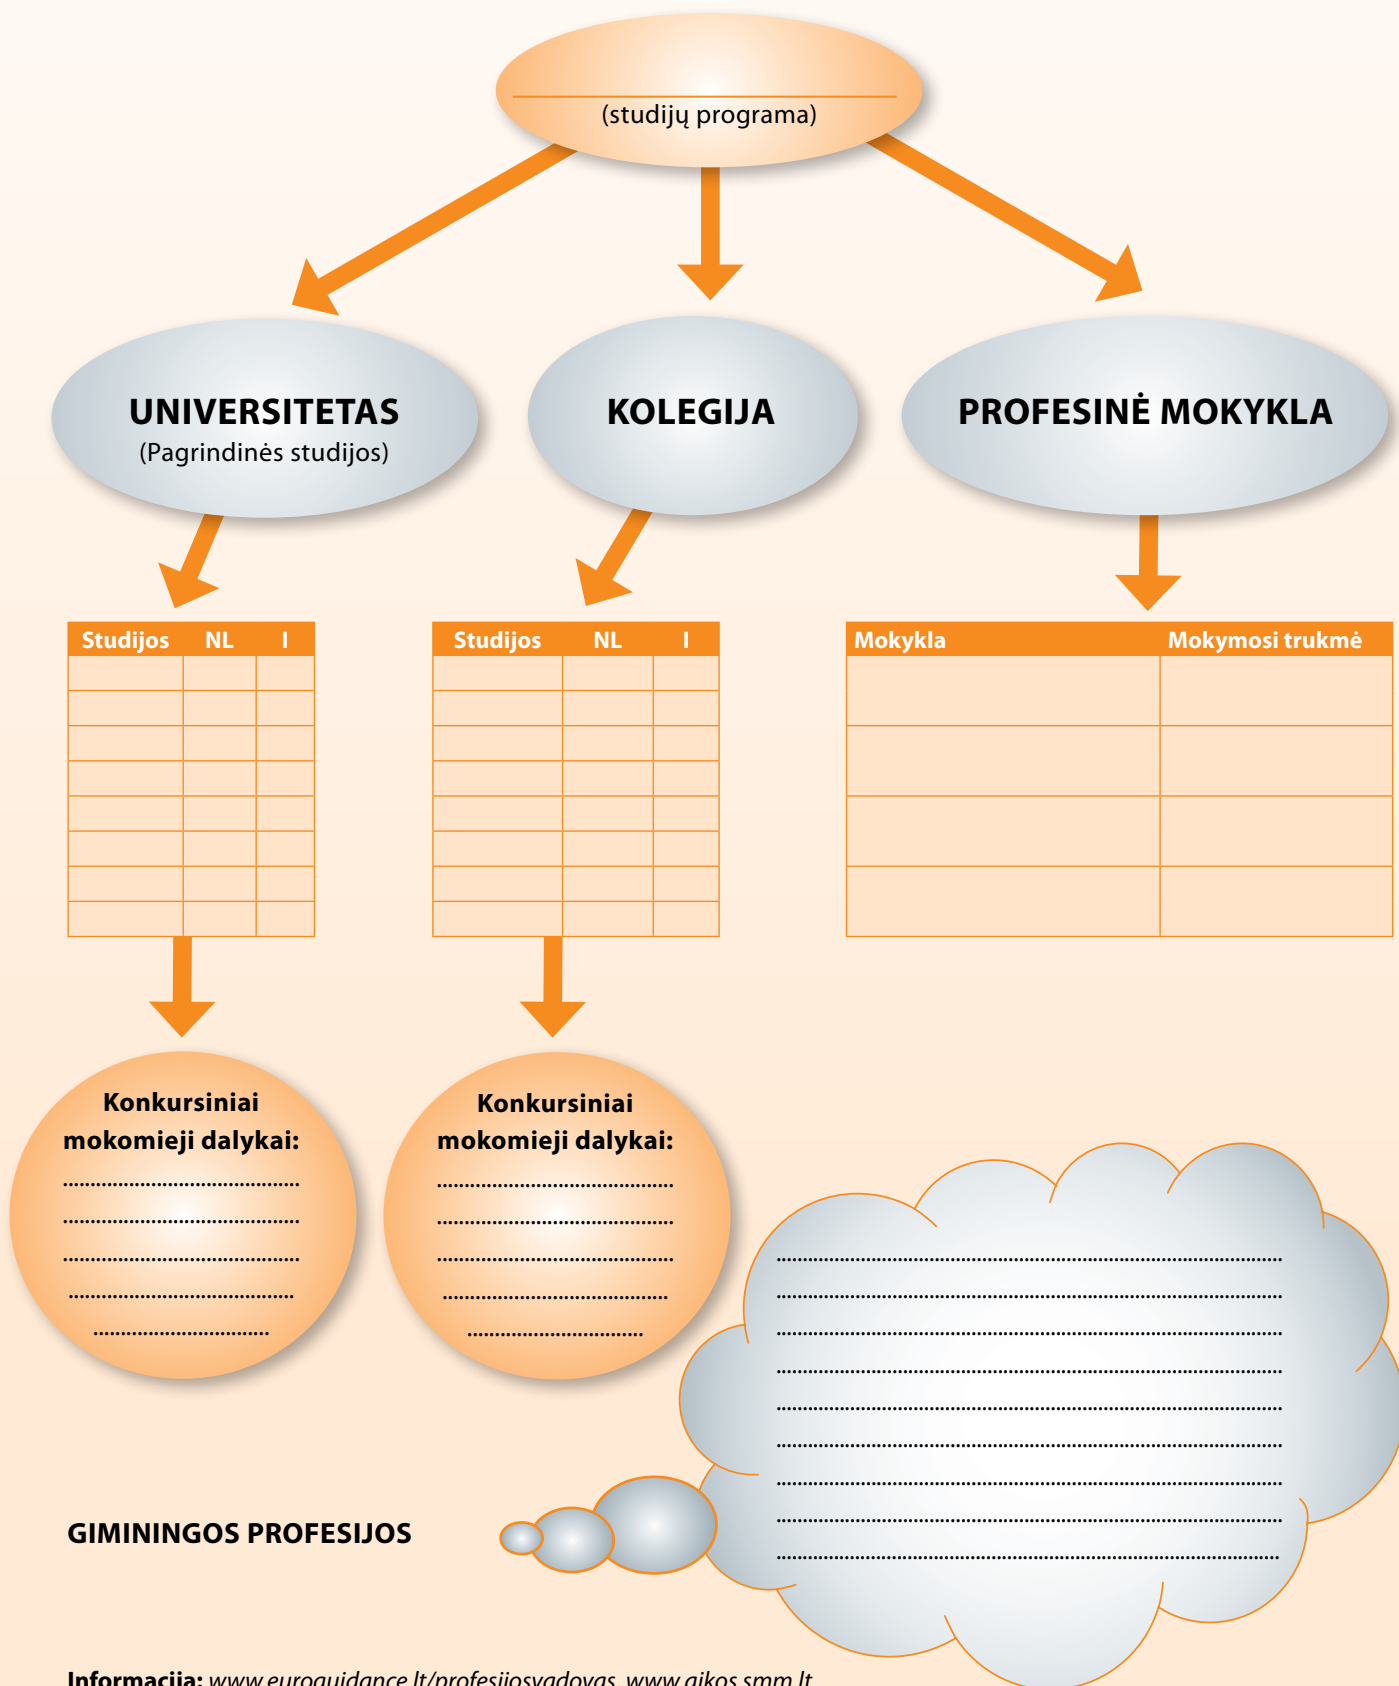 (studijų programa)
UNIVERSITETAS
(Pagrindinės studijos)
KOLEGIJA
PROFESINĖ MOKYKLA
Studijos NL I
Studijos NL I
Mokykla Mokymosi trukmė
Konkursiniai
mokomieji dalykai:
Konkursiniai
mokomieji dalykai:
GIMININGOS PROFESIJOS
Informacija: www.euroguidance.lt/profesijosvadovas, www.aikos.smm.lt